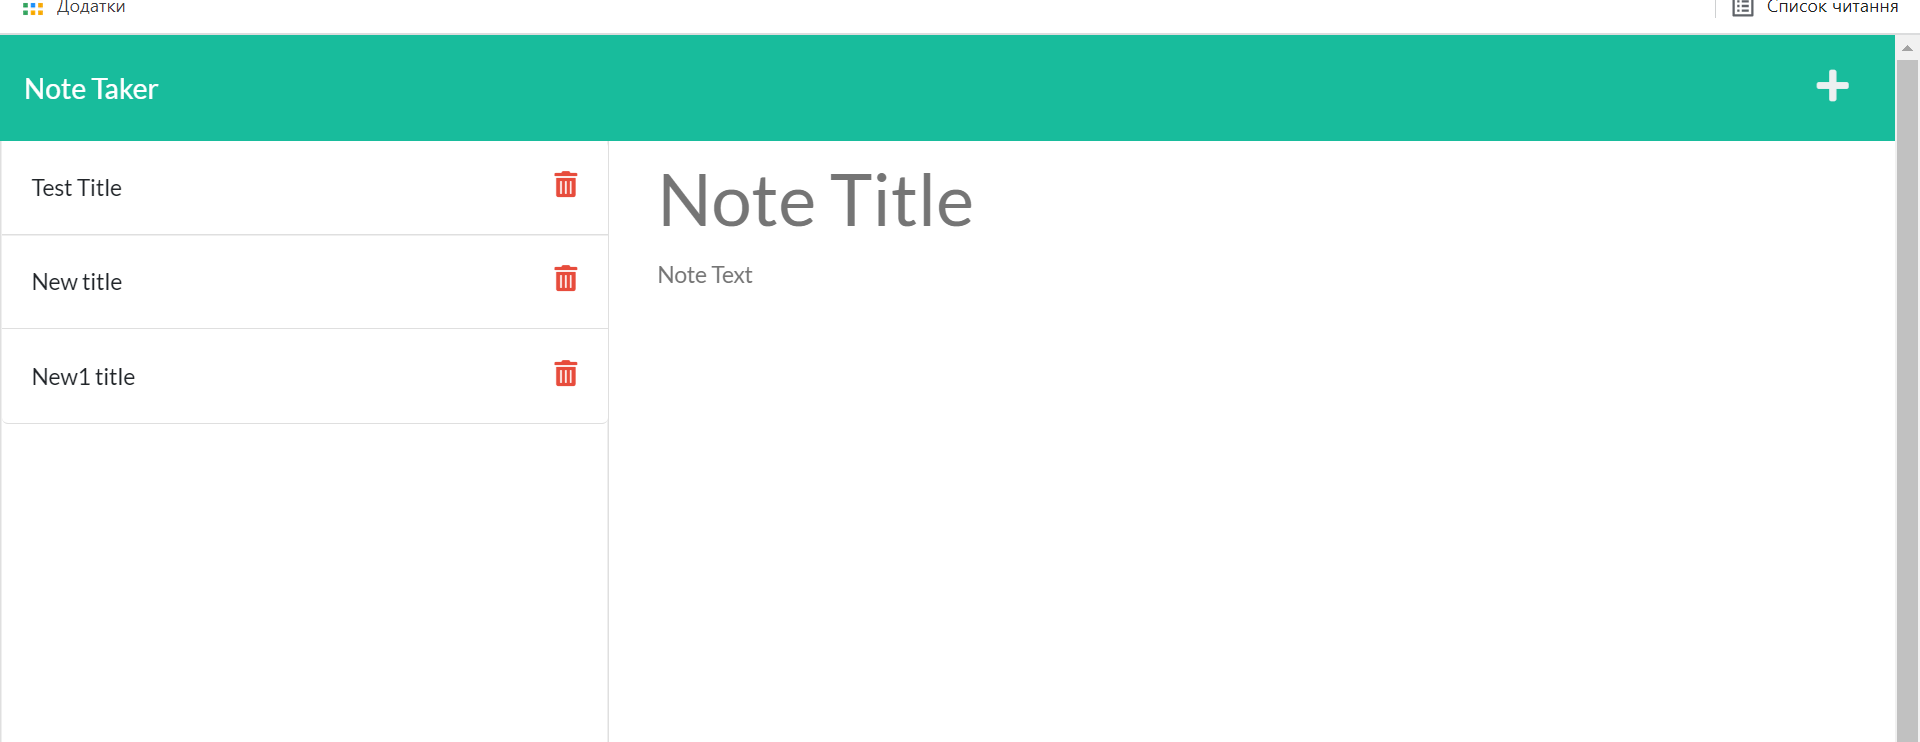 Додатки
Список читання
Note Taker
Test Title
New title
New1 title
Note Title
Note Text